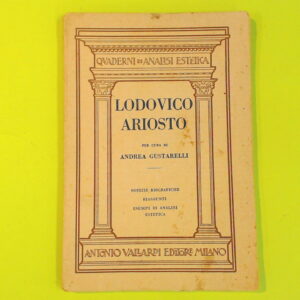 QUADERNI DI ANALISI ESTETICA
LODOVICO
ARIOSTO
PER CURA DI
ANDREA GUSTARELLI
NOTIZIE BIOGRAFICHE
RIASSUNTI
ESEMPI DI ANALISI
ESTETICA
ANTONIO VALLARDI EDITORE MILANO